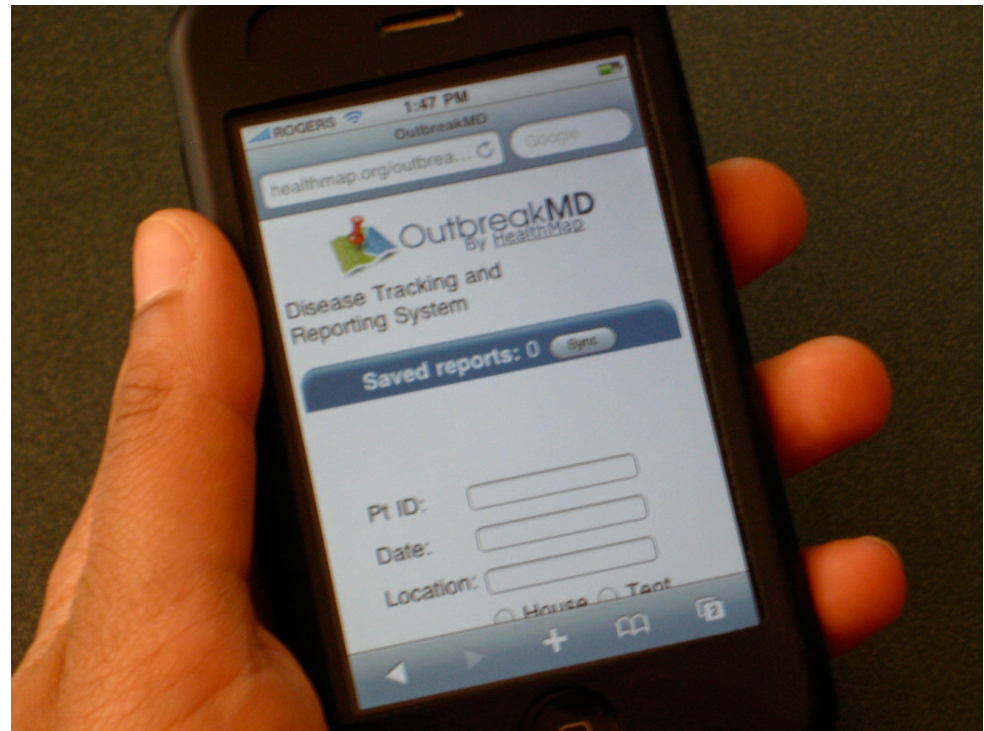 ROGERS 1:47 PM
OutbreakMD
healthmap.org/outbrea... Google
OutbreakMD
By HealthMap
Disease Tracking and
Reporting System
Saved reports: 0 Sync
Pt ID:
Date:
Location:
House Tent
2